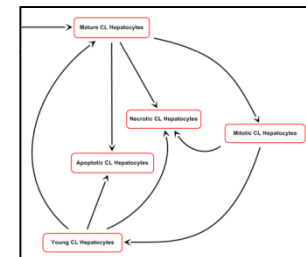 Mature CL Hepatocytes
Necrotic CL Hepatocytes
Mitotic CL Hepatocytes
Apoptotic CL Hepatocytes
Young CL Hepatocytes